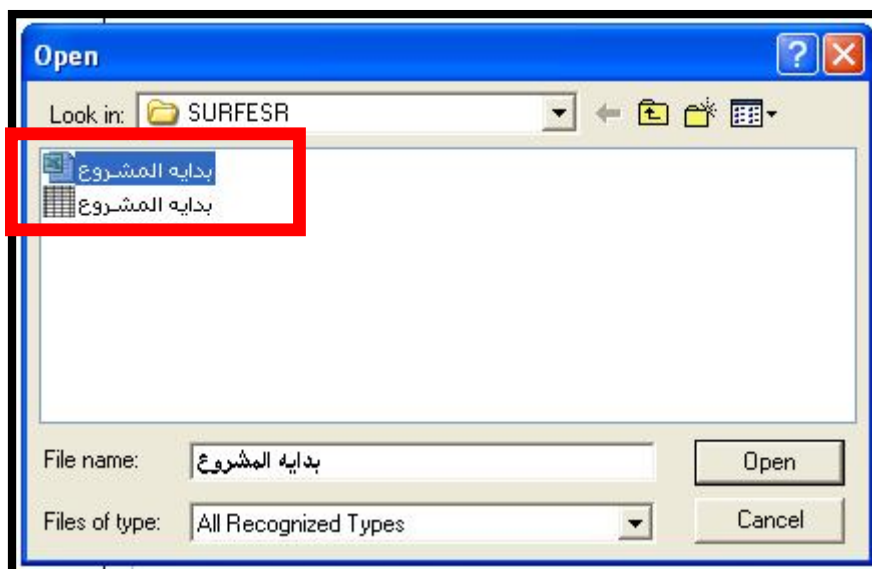 Open
Look in: SURFESR
بدايه المشروع
بدايه المشروع
File name: بدايه المشروع Open
Files of type: All Recognized Types Cancel